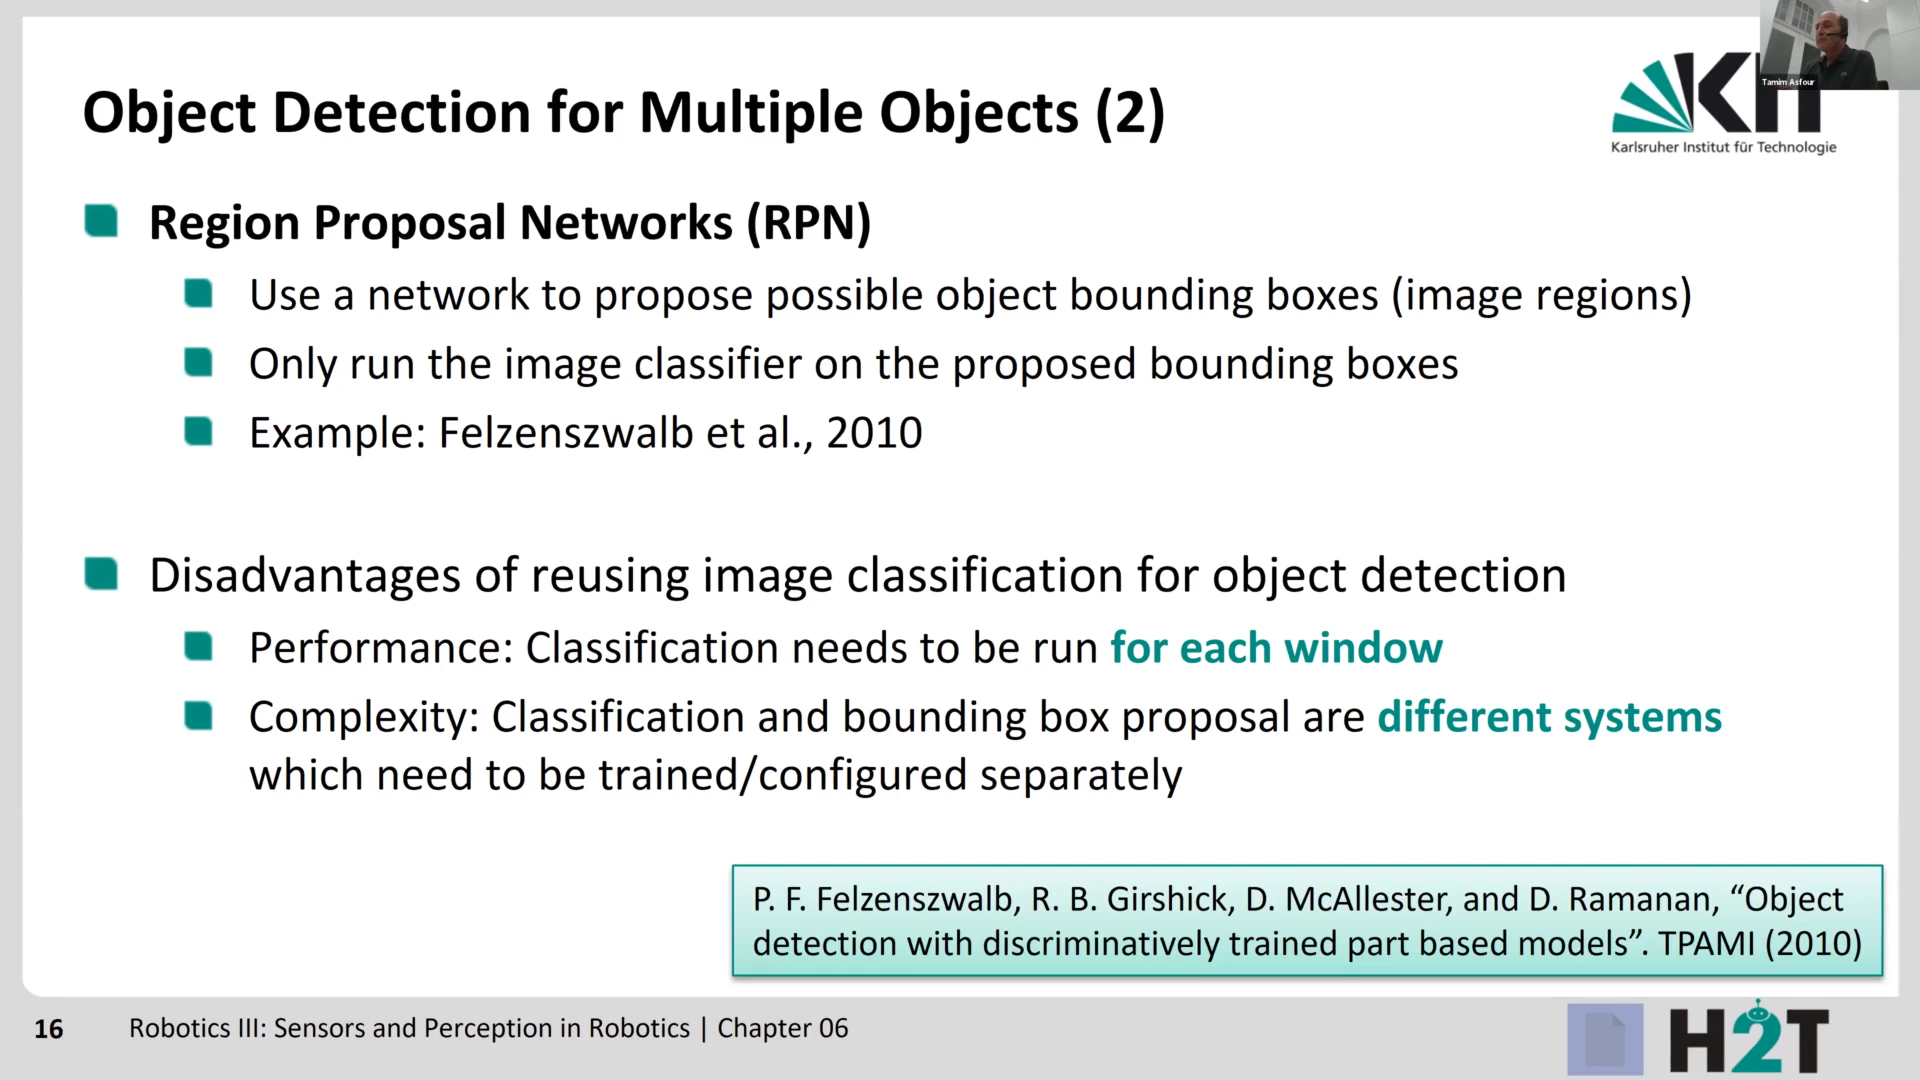 Tamim Asfour
Object Detection for Multiple Objects (2)
KIT
Karlsruher Institut für Technologie
Region Proposal Networks (RPN)
Use a network to propose possible object bounding boxes (image regions)
Only run the image classifier on the proposed bounding boxes
Example: Felzenszwalb et al., 2010
Disadvantages of reusing image classification for object detection
Performance: Classification needs to be run for each window
Complexity: Classification and bounding box proposal are different systems
which need to be trained/configured separately
P. F. Felzenszwalb, R. B. Girshick, D. McAllester, and D. Ramanan, “Object
detection with discriminatively trained part based models”. TPAMI (2010)
16 Robotics III: Sensors and Perception in Robotics | Chapter 06
H2T